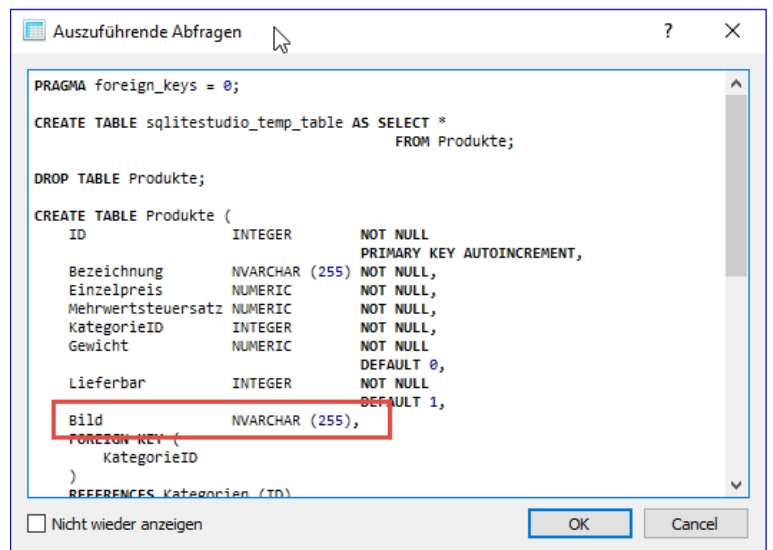 Auszuführende Abfragen ?
PRAGMA foreign_keys = 0;
CREATE TABLE sqlitestudio_temp_table AS SELECT *
FROM Produkte;
DROP TABLE Produkte;
CREATE TABLE Produkte (
ID INTEGER NOT NULL
PRIMARY KEY AUTOINCREMENT,
Bezeichnung NVARCHAR (255) NOT NULL,
Einzelpreis NUMERIC NOT NULL,
Mehrwertsteuersatz NUMERIC NOT NULL,
KategorieID INTEGER NOT NULL,
Gewicht NUMERIC NOT NULL
DEFAULT 0,
Lieferbar INTEGER NOT NULL
DEFAULT 1,
Bild NVARCHAR (255),
FOREIGN KEY (
KategorieID
)
REFERENCES Kategorien (ID)
Nicht wieder anzeigen OK Cancel